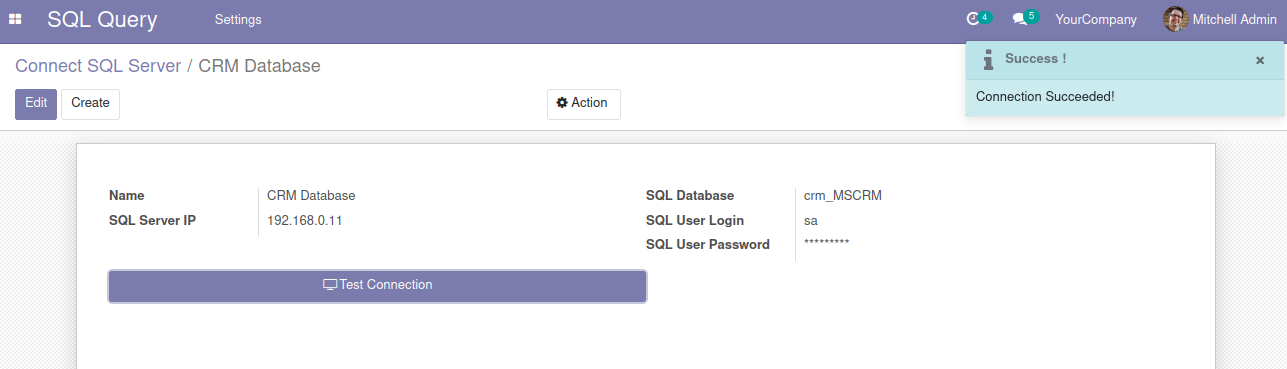 SQL Query Settings 4 5 YourCompany Mitchell Admin
Connect SQL Server / CRM Database
Success !
×
Connection Succeeded!
Edit Create Action
Name CRM Database
SQL Server IP 192.168.0.11
SQL Database crm_MSCRM
SQL User Login sa
SQL User Password *********
Test Connection